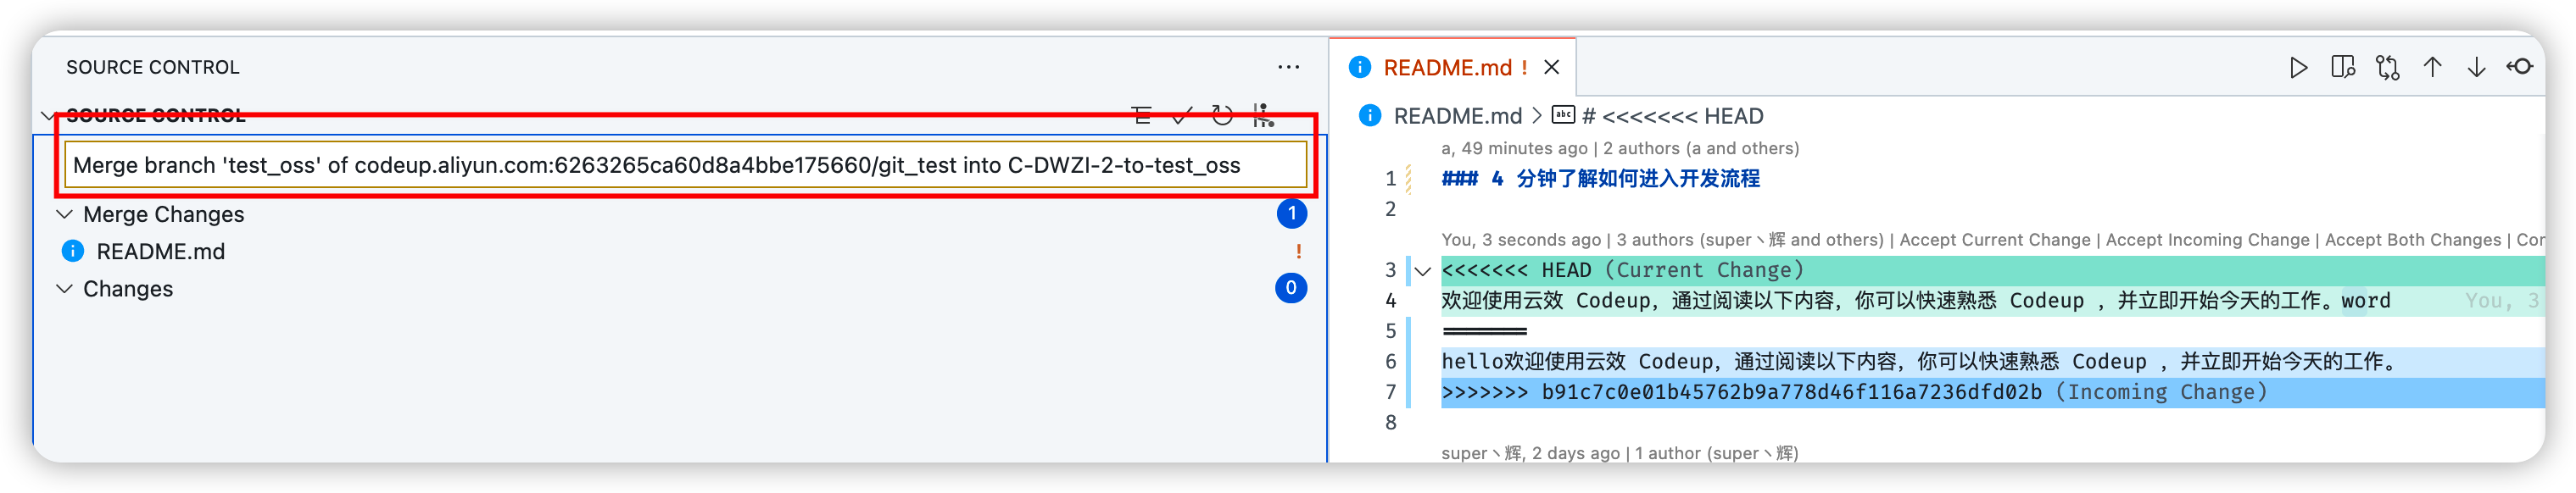 SOURCE CONTROL
SOURCE CONTROL
Merge branch 'test_oss' of codeup.aliyun.com:6263265ca60d8a4bbe175660/git_test into C-DWZI-2-to-test_oss
Merge Changes 1
README.md !
Changes 0
README.md !
README.md > # <<<<<<< HEAD
a, 49 minutes ago | 2 authors (a and others)
1 ### 4 分钟了解如何进入开发流程
2
You, 3 seconds ago | 3 authors (super丶辉 and others) | Accept Current Change | Accept Incoming Change | Accept Both Changes | Com
3 <<<<<<< HEAD (Current Change)
4 欢迎使用云效 Codeup，通过阅读以下内容，你可以快速熟悉 Codeup ，并立即开始今天的工作。word You, 3
5 =======
6 hello欢迎使用云效 Codeup，通过阅读以下内容，你可以快速熟悉 Codeup ，并立即开始今天的工作。
7 >>>>>>> b91c7c0e01b45762b9a778d46f116a7236dfd02b (Incoming Change)
8
super丶辉, 2 days ago | 1 author (super丶辉)